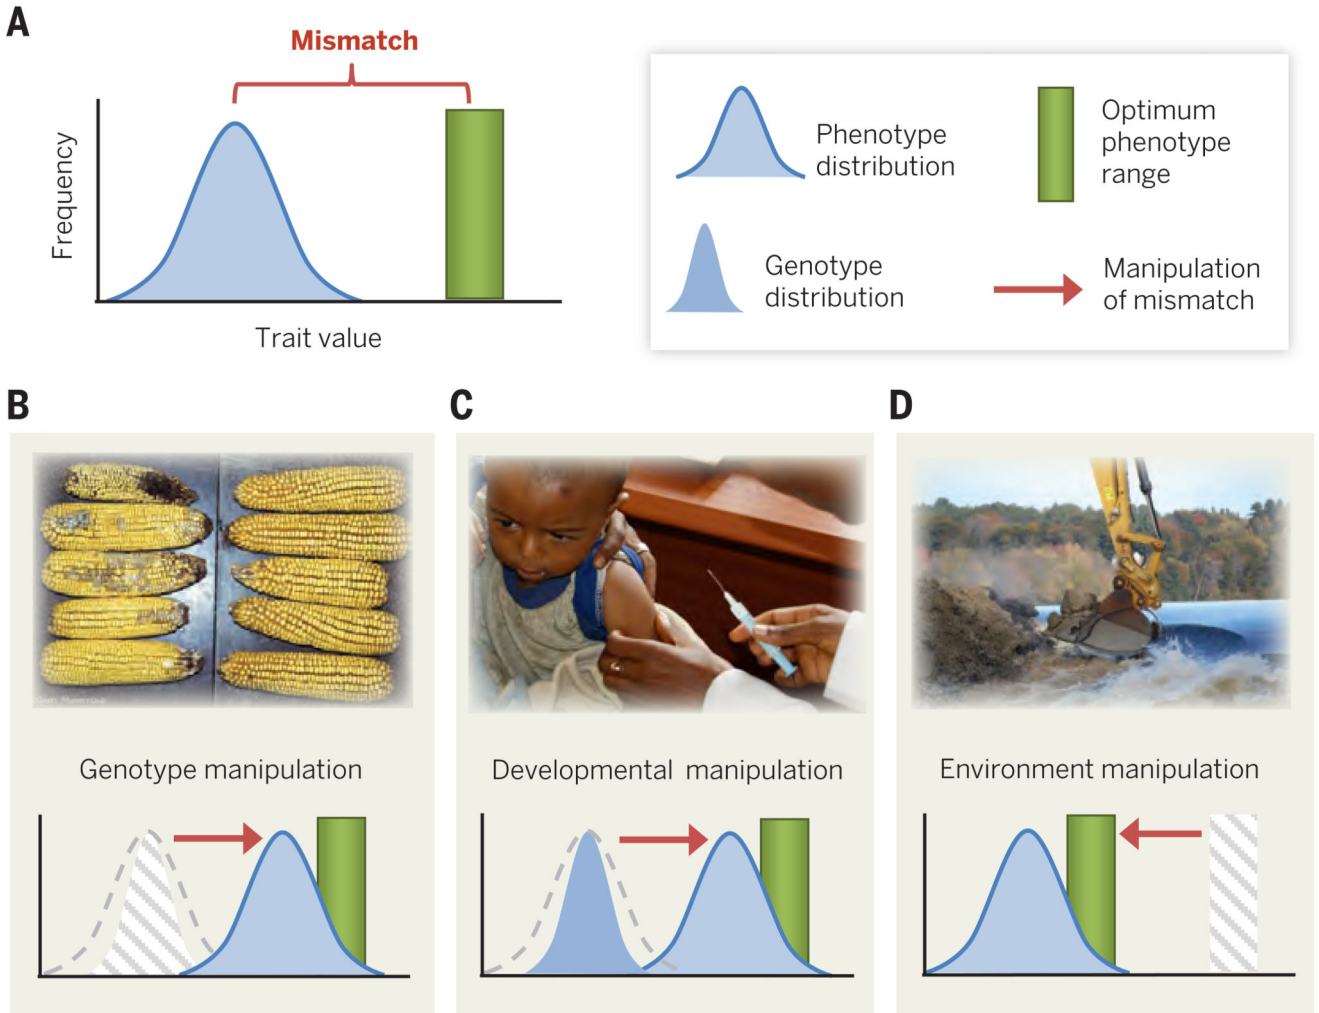 A
Mismatch
Frequency
Trait value
Phenotype
distribution
Optimum
phenotype
range
Genotype
distribution
Manipulation
of mismatch
B
C
D
Genotype manipulation
Developmental manipulation
Environment manipulation